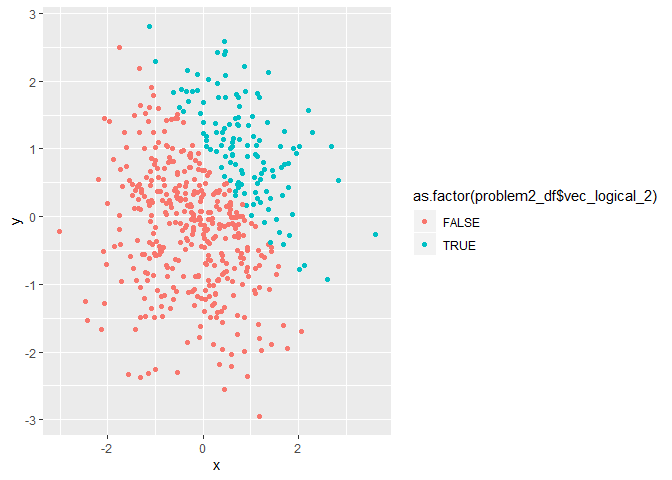 3
2
1
0
-1
-2
-3
y
-2
0
2
x
as.factor(problem2_df$vec_logical_2)
FALSE
TRUE